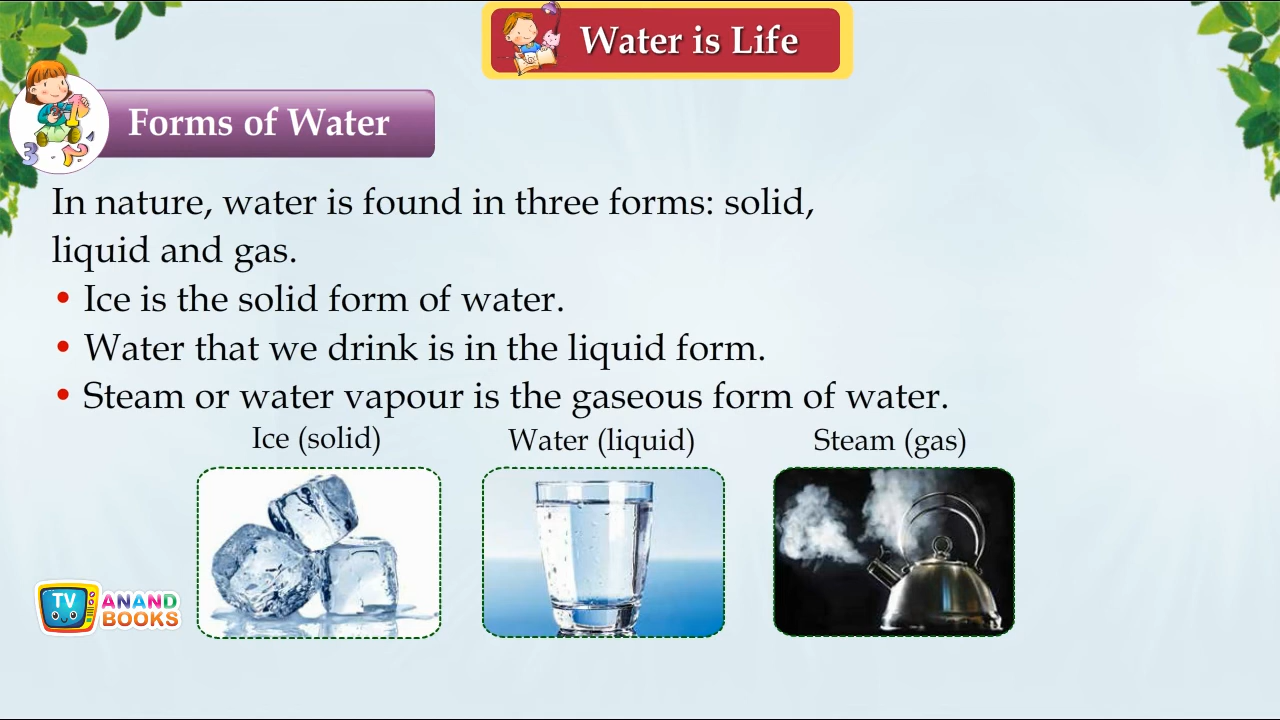 Water is Life
Forms of Water
In nature, water is found in three forms: solid,
liquid and gas.
• Ice is the solid form of water.
• Water that we drink is in the liquid form.
• Steam or water vapour is the gaseous form of water.
Ice (solid)
Water (liquid)
Steam (gas)
TV
ANAND
BOOKS